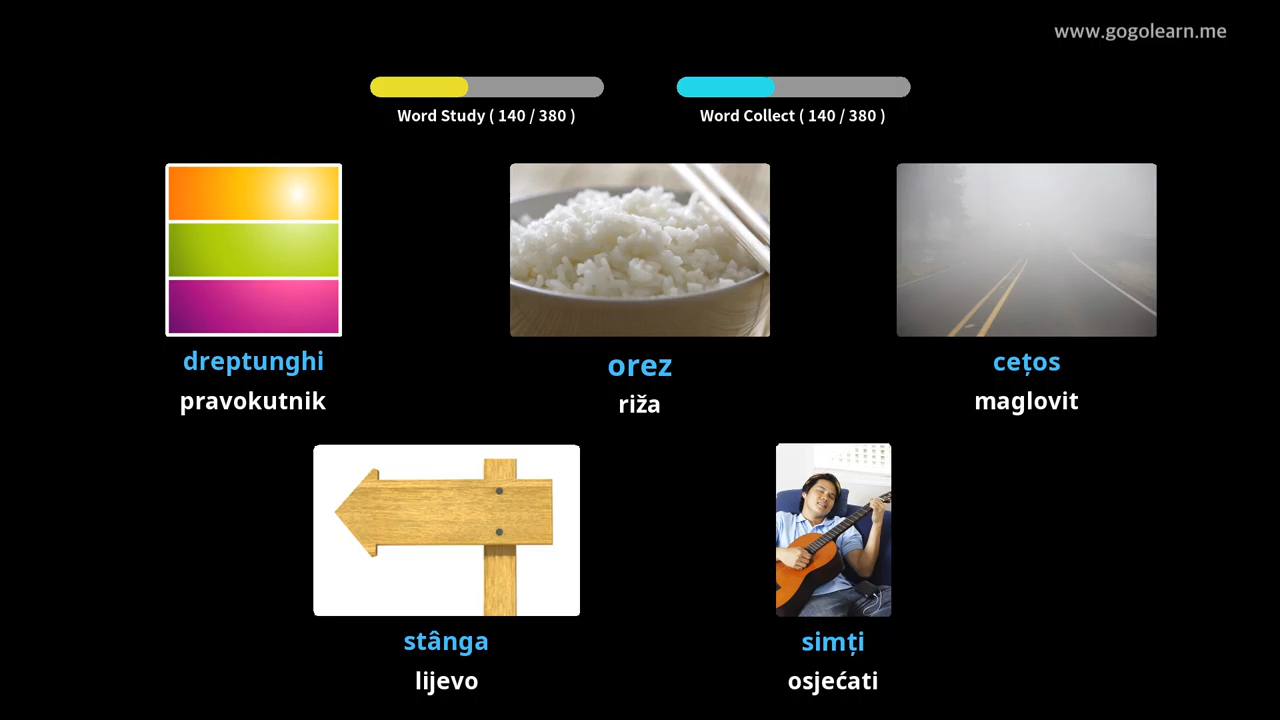 www.gogolearn.me
Word Study ( 140 / 380 )
Word Collect ( 140 / 380 )
dreptunghi
pravokutnik
orez
riža
cețos
maglovit
stânga
lijevo
simți
osjećati